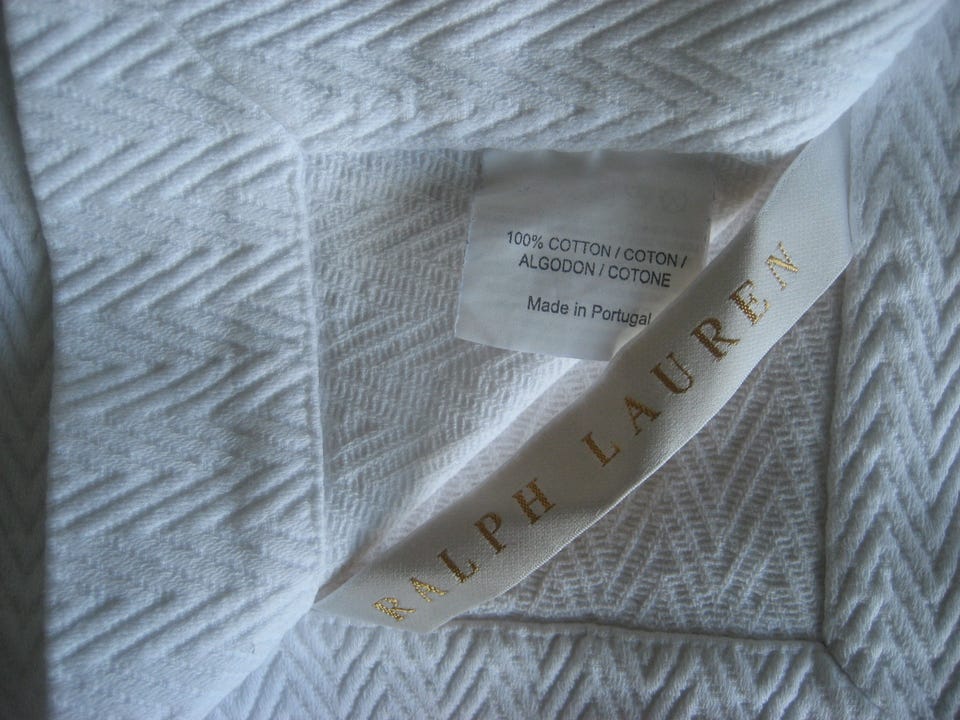 100% COTTON / COTON /
ALGODON / COTONE
Made in Portugal
RALPH LAUREN